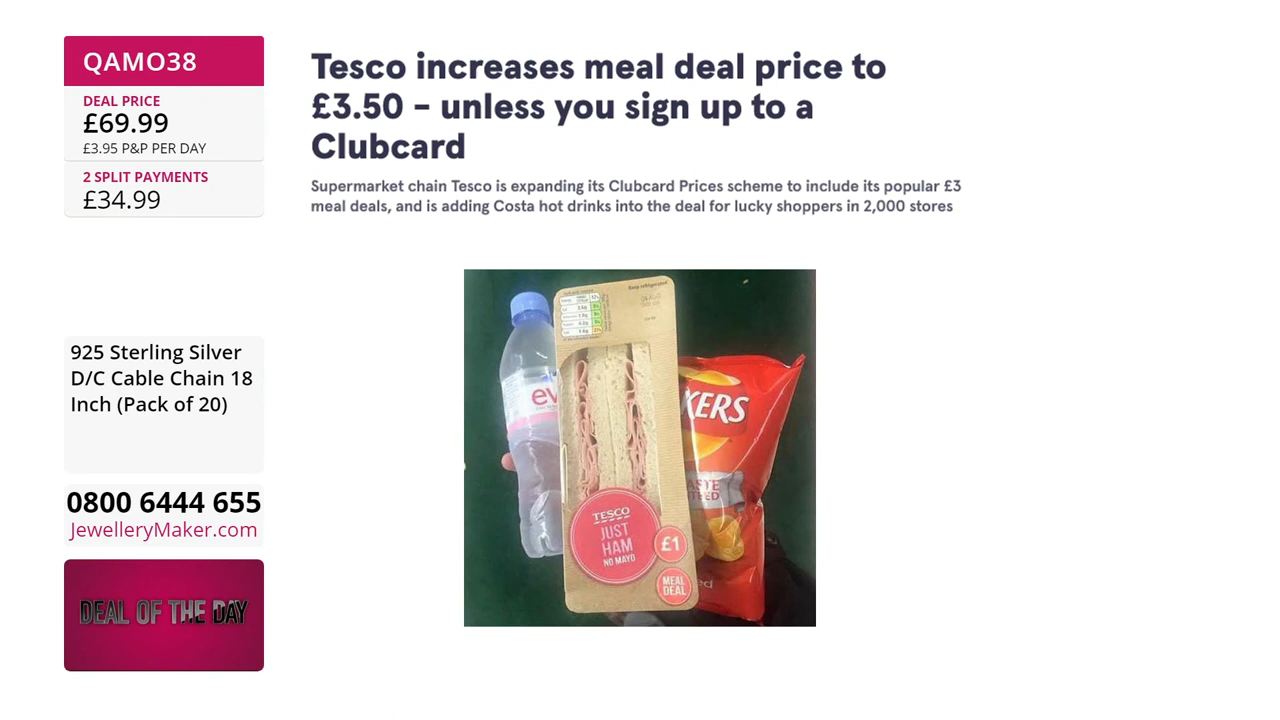 QAMO38
DEAL PRICE
£69.99
£3.95 P&P PER DAY
2 SPLIT PAYMENTS
£34.99
925 Sterling Silver
D/C Cable Chain 18
Inch (Pack of 20)
0800 6444 655
JewelleryMaker.com
DEAL OF THE DAY
Tesco increases meal deal price to
£3.50 – unless you sign up to a
Clubcard
Supermarket chain Tesco is expanding its Clubcard Prices scheme to include its popular £3
meal deals, and is adding Costa hot drinks into the deal for lucky shoppers in 2,000 stores
Keep refrigerated
ev
KERS
TESCO
JUST
HAM
NO MAYO
£1
MEAL
DEAL